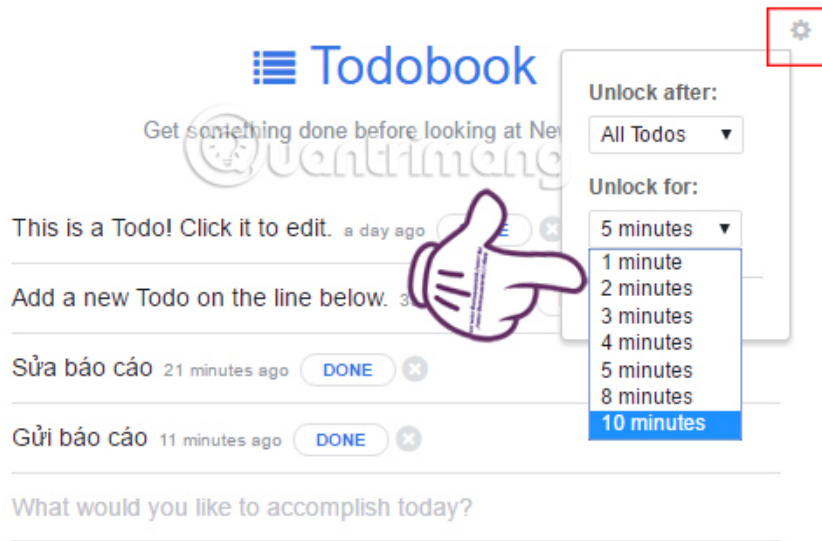 Todobook
Get something done before looking at
Unlock after:
All Todos
Quantrimang
Unlock for:
5 minutes
This is a Todo! Click it to edit. a day ago
1 minute
2 minutes
Add a new Todo on the line below.
3 minutes
4 minutes
Sửa báo cáo 21 minutes ago DONE
5 minutes
8 minutes
10 minutes
Gửi báo cáo 11 minutes ago DONE
What would you like to accomplish today?